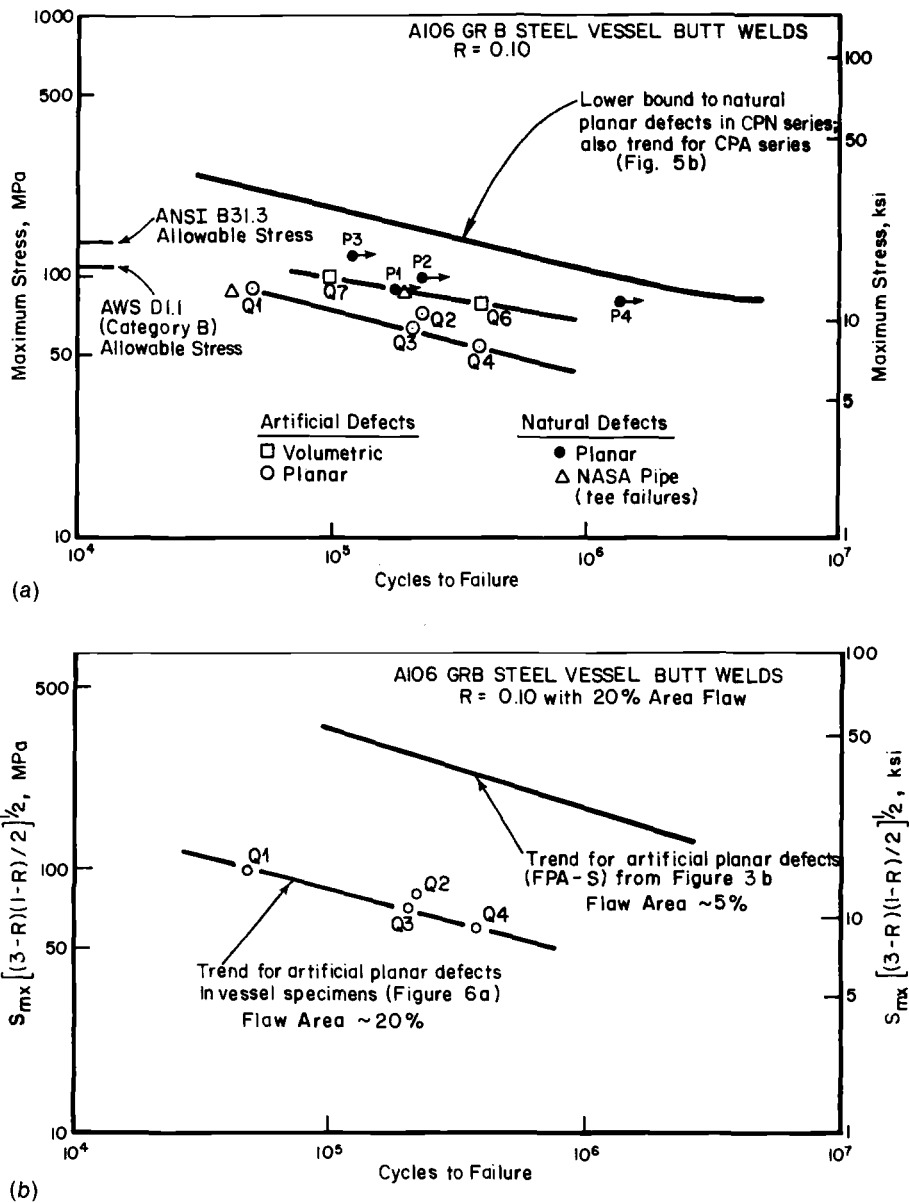 A106 GR B STEEL VESSEL BUTT WELDS
R = 0.10
Lower bound to natural
planar defects in CPN series,
also trend for CPA series
(Fig. 5b)
ANSI B31.3
Allowable Stress
AWS D1.1
(Category B)
Allowable Stress
P3
P2
P1
P4
Q1
Q7
Q2
Q3
Q6
Q4
Artificial Defects
□ Volumetric
○ Planar
Natural Defects
● Planar
△ NASA Pipe
(tee failures)
1000
500
100
50
10
Maximum Stress, MPa
100
50
10
5
1
Maximum Stress, ksi
10⁴
10⁵
10⁶
10⁷
Cycles to Failure
(a)
A106 GRB STEEL VESSEL BUTT WELDS
R = 0.10 with 20% Area Flaw
Trend for artificial planar defects
(FPA-S) from Figure 3b
Flaw Area ~5%
Q1
Q2
Q3
Q4
Trend for artificial planar defects
In vessel specimens (Figure 6a)
Flaw Area ~20%
500
100
50
10
Smx [(3-R)(1-R)/2]^1/2, MPa
100
50
10
5
1
Smx [(3-R)(1-R)/2]^1/2, ksi
10⁴
10⁵
10⁶
10⁷
Cycles to Failure
(b)